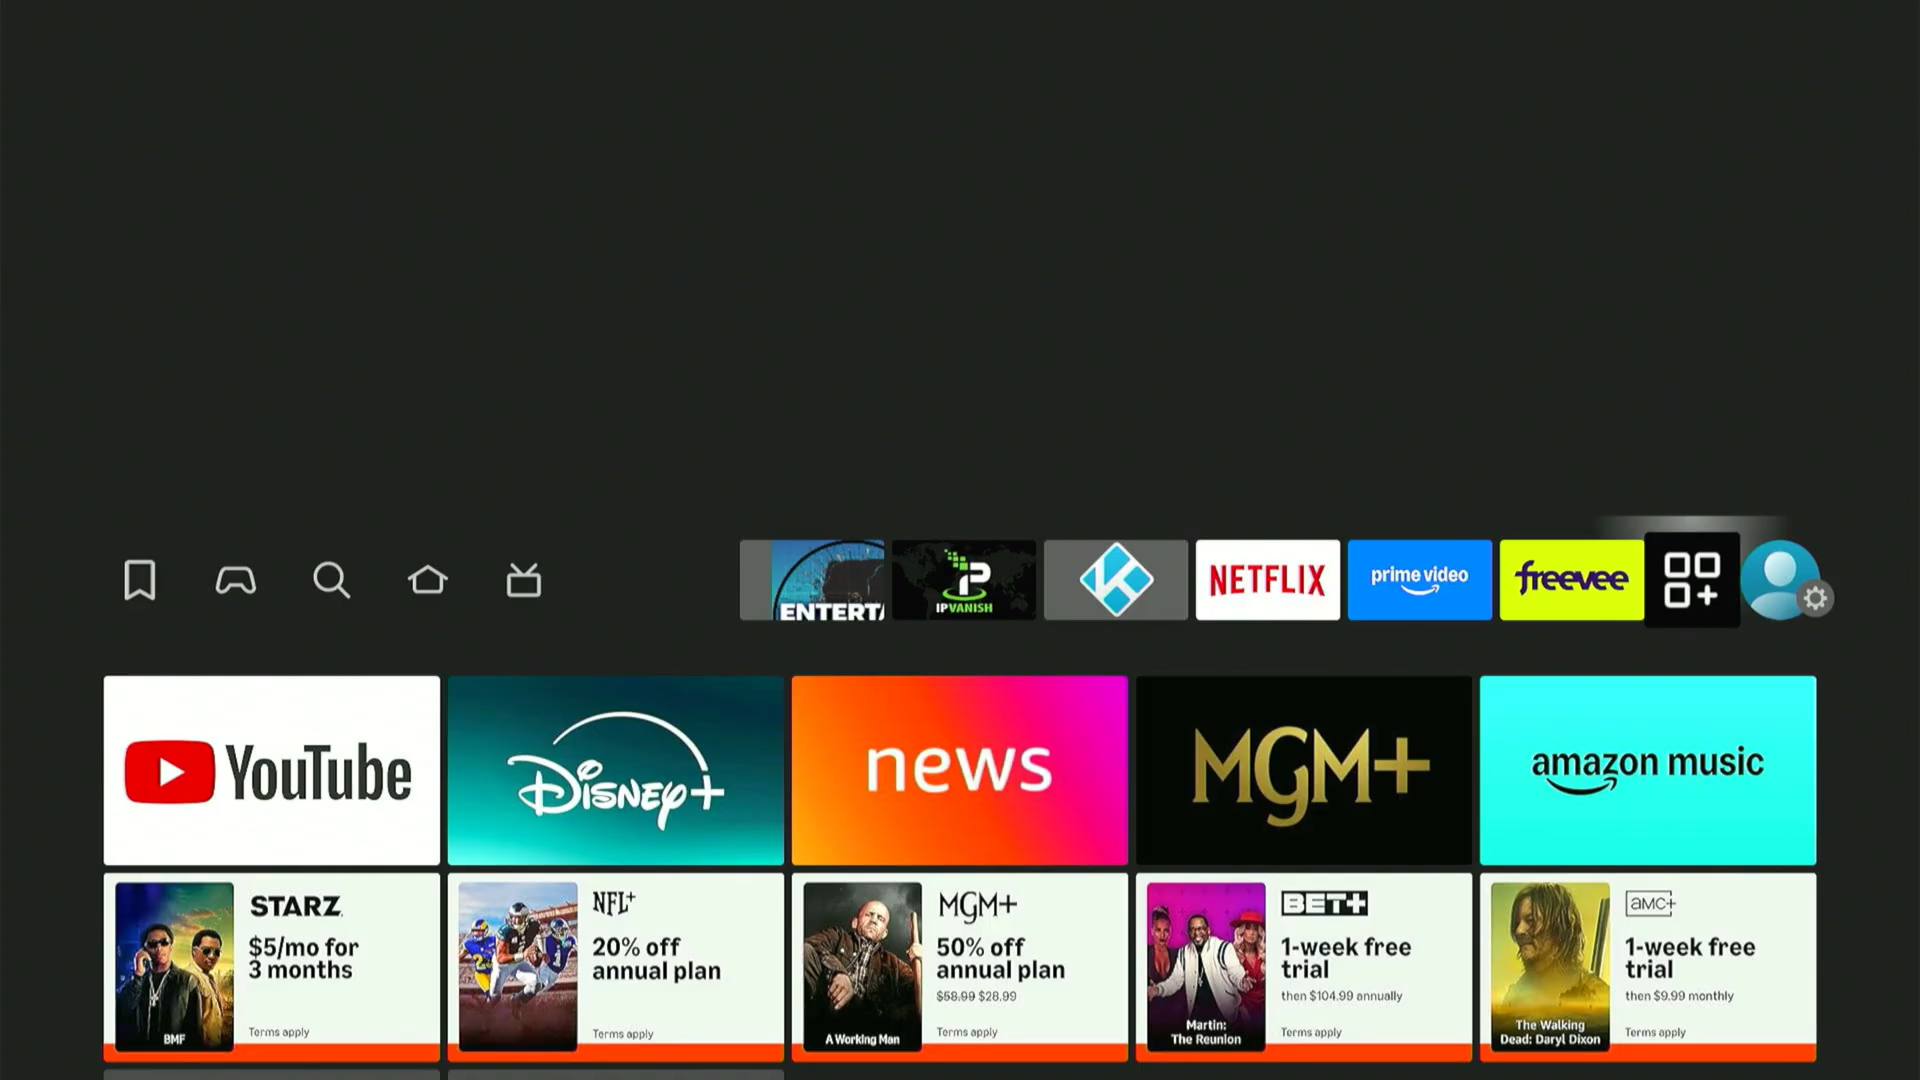 ENTERTA
IPVANISH
NETFLIX
prime video
freevee
YouTube
Disney+
news
MGM+
amazon music
STARZ
$5/mo for
3 months
Terms apply
BMF
NFL+
20% off
annual plan
Terms apply
MGM+
50% off
annual plan
$58.99 $28.99
Terms apply
A Working Man
BET+
1-week free
trial
then $104.99 annually
Terms apply
Martin:
The Reunion
aMC+
1-week free
trial
then $9.99 monthly
Terms apply
The Walking
Dead: Daryl Dixon